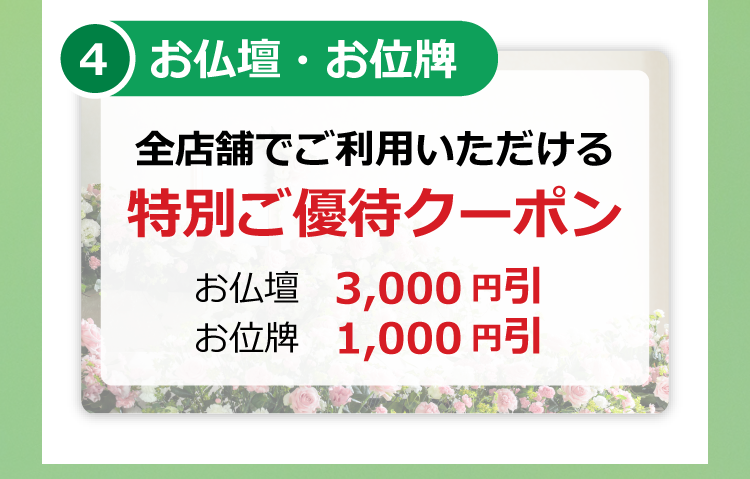 4 お仏壇・お位牌
全店舗でご利用いただける
特別ご優待クーポン
お仏壇 3,000円引
お位牌 1,000円引